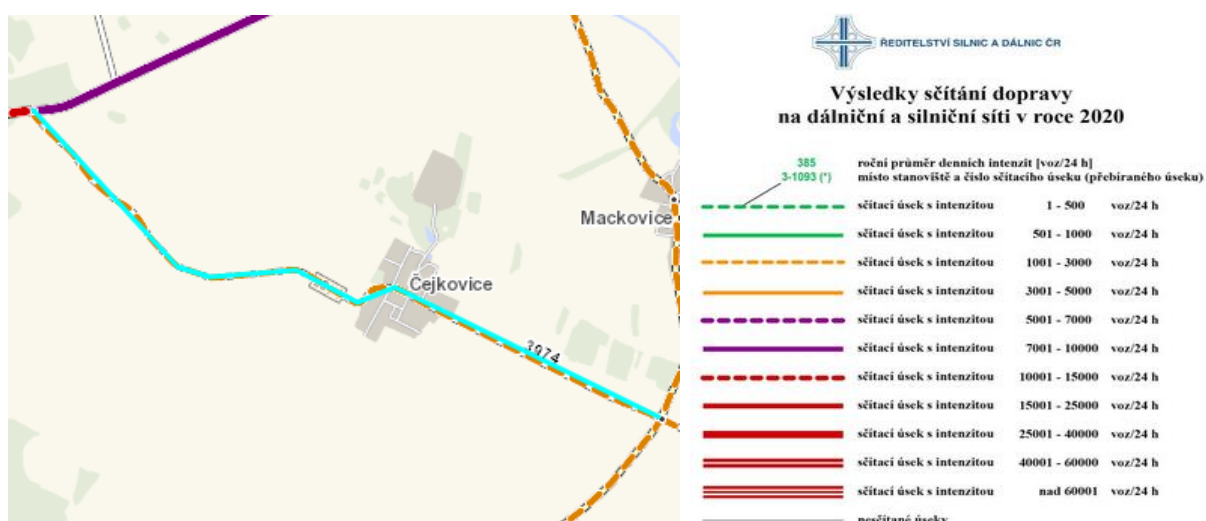 Mackovice
Čejkovice
3974
ŘEDITELSTVÍ SILNIC A DÁLNIC ČR
Výsledky sčítání dopravy
na dálniční a silniční síti v roce 2020
385 roční průměr denních intenzit [voz/24 h]
3-1093 (*) místo stanoviště a číslo sčítacího úseku (přebíraného úseku)
sčítací úsek s intenzitou 1 - 500 voz/24 h
sčítací úsek s intenzitou 501 - 1000 voz/24 h
sčítací úsek s intenzitou 1001 - 3000 voz/24 h
sčítací úsek s intenzitou 3001 - 5000 voz/24 h
sčítací úsek s intenzitou 5001 - 7000 voz/24 h
sčítací úsek s intenzitou 7001 - 10000 voz/24 h
sčítací úsek s intenzitou 10001 - 15000 voz/24 h
sčítací úsek s intenzitou 15001 - 25000 voz/24 h
sčítací úsek s intenzitou 25001 - 40000 voz/24 h
sčítací úsek s intenzitou 40001 - 60000 voz/24 h
sčítací úsek s intenzitou nad 60001 voz/24 h
nesčítané úseky